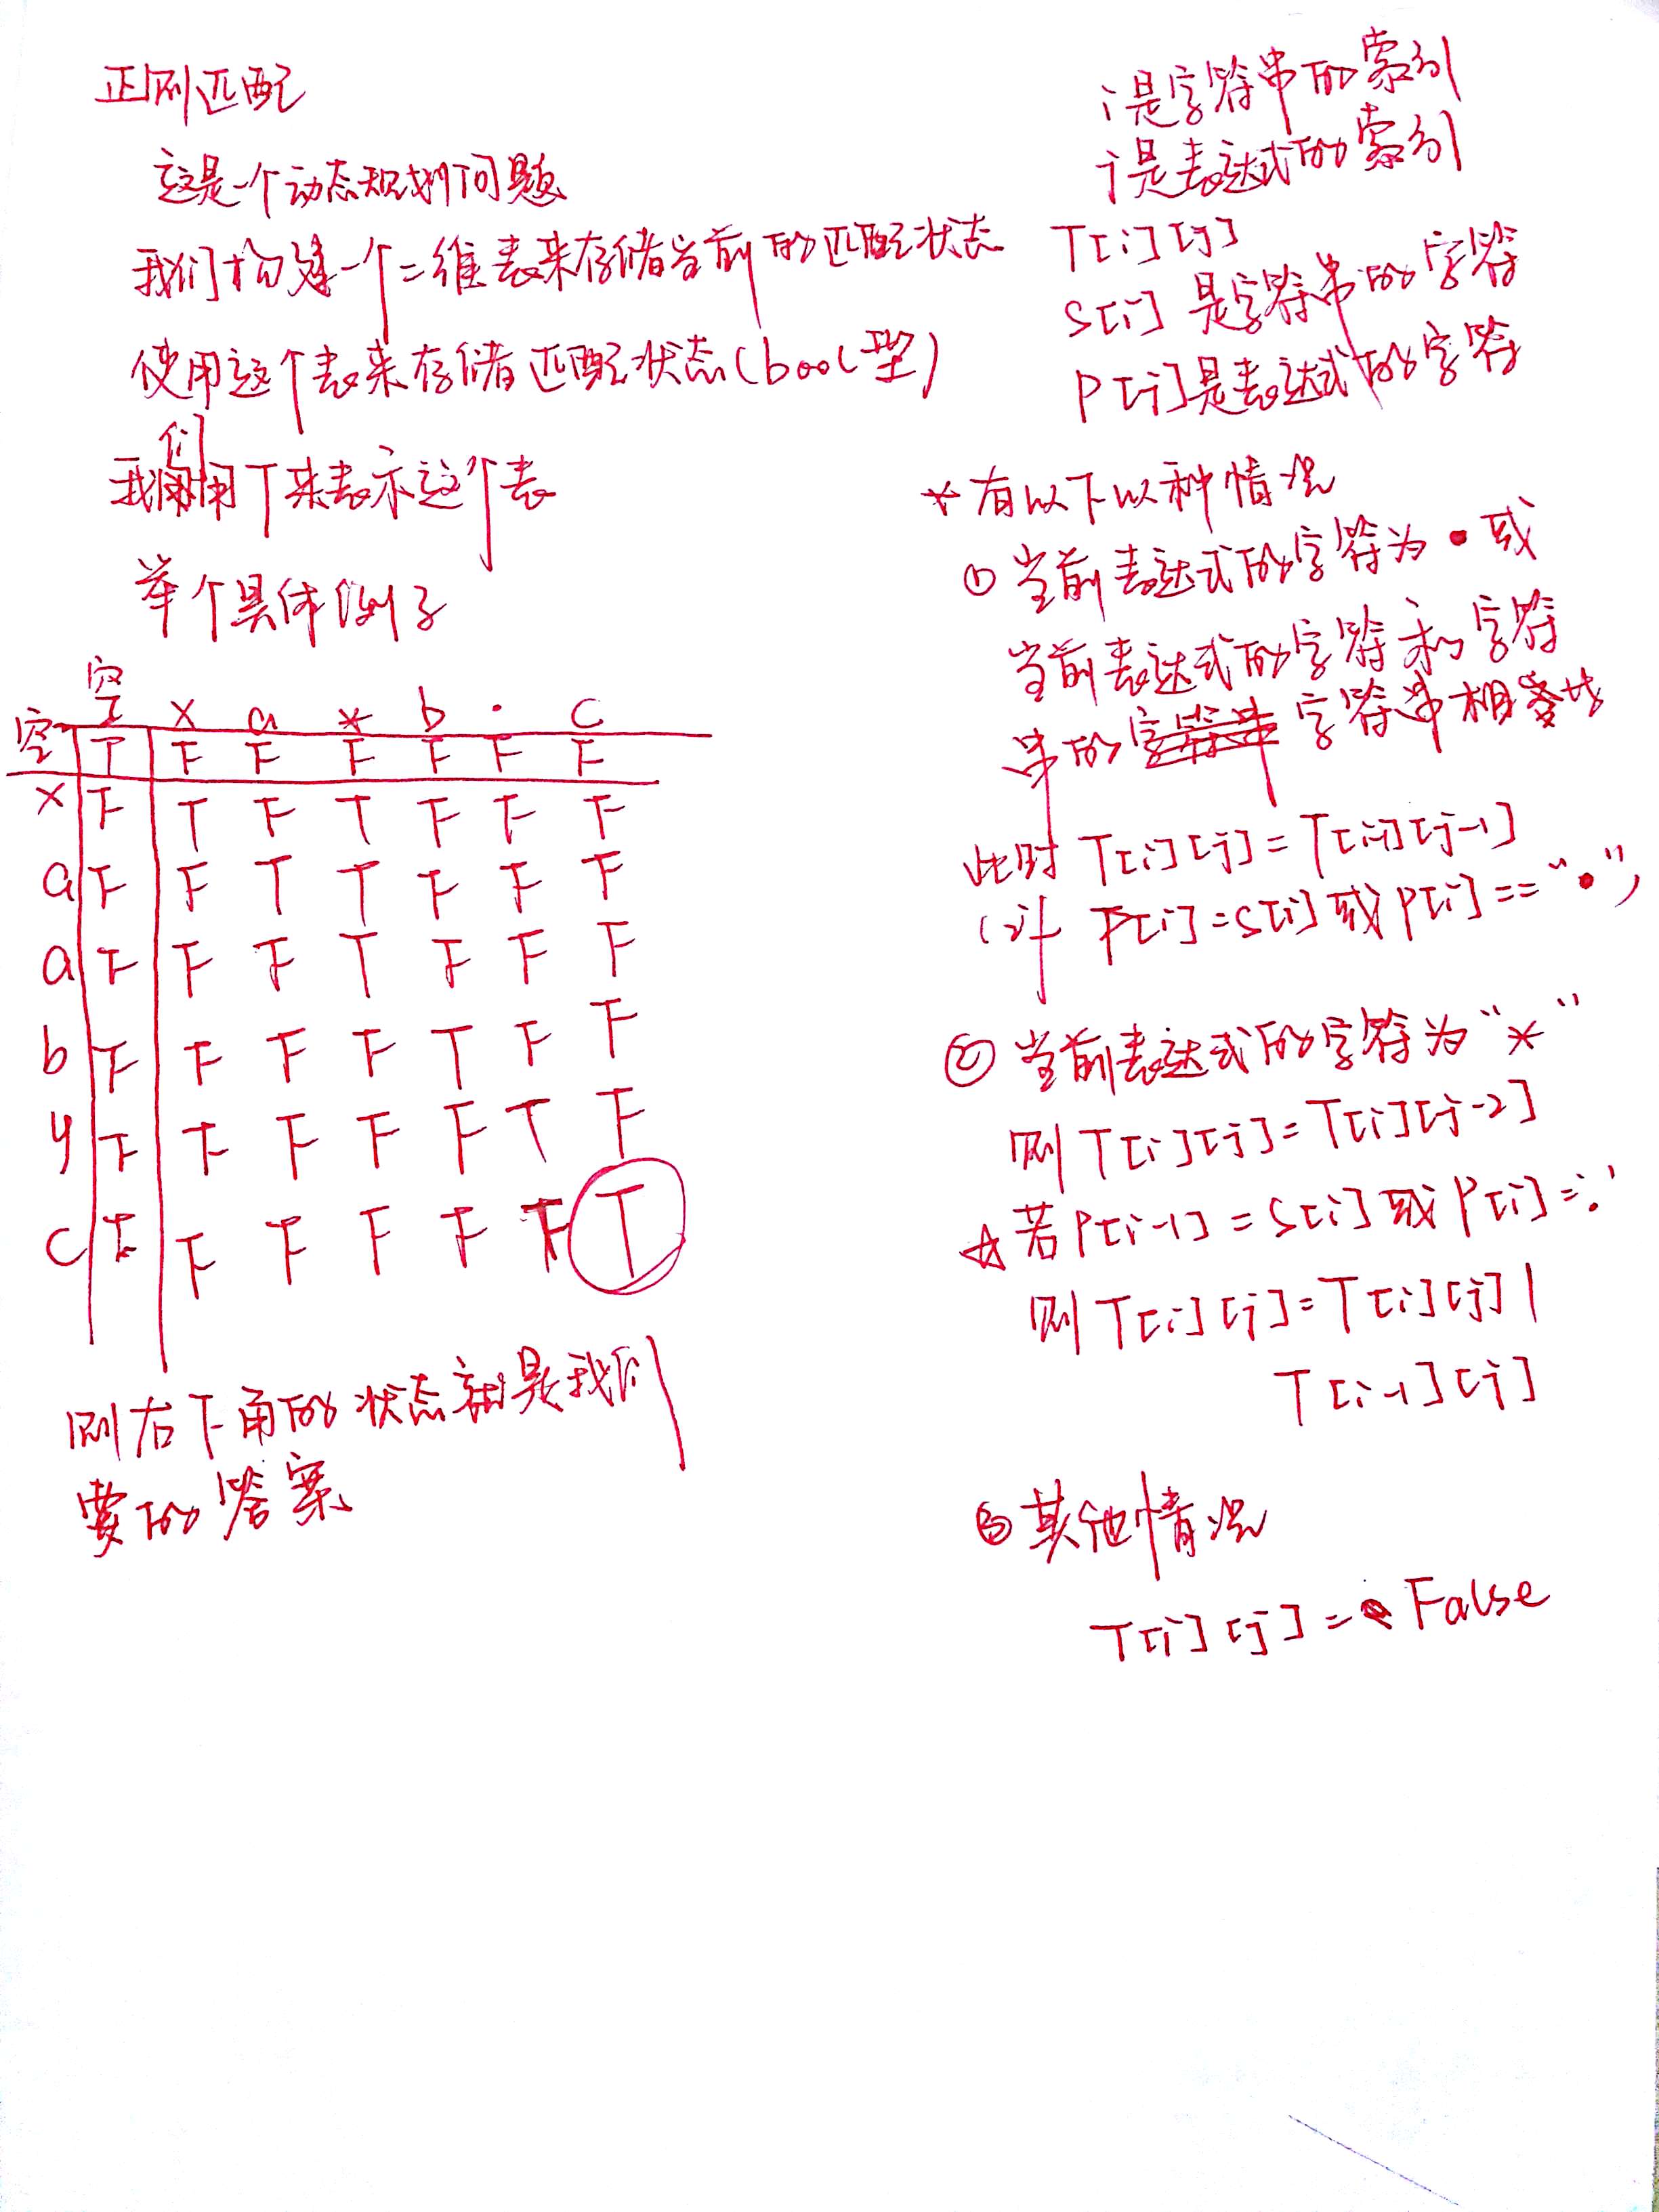 正则匹配
这是一个动态规划问题
我们构建一个二维表来存储当前的匹配状态
使用这个表来存储匹配状态(bool型)
们
我用T来表示这个表
举个具体例子
空 x a * b . c
空 T F F F F F F
x F T F T F F F
a F F T T F F F
a F F F T F F F
b F F F F T F F
y F F F F F T F
c F F F F F F T
则右下角的状态就是我们
要的答案
i是字符串的索引
j是表达式的索引
T[i][j]
S[i] 是字符串的字符
P[j]是表达式的字符
* 有以下以种情况
① 当前表达式的字符为 • 或
当前表达式的字符和字符
串的字符串 字符串相等
此时 T[i][j]=T[i-1][j-1]
(if P[i]=S[i] 或 P[i]=="•")
② 当前表达式的字符为"*"
则 T[i][j]=T[i][j-2]
☆ 若P[i-1]=S[i] 或 P[i]='.'
则 T[i][j]=T[i][j] |
T[i-1][j]
③ 其他情况
T[i][j]= False